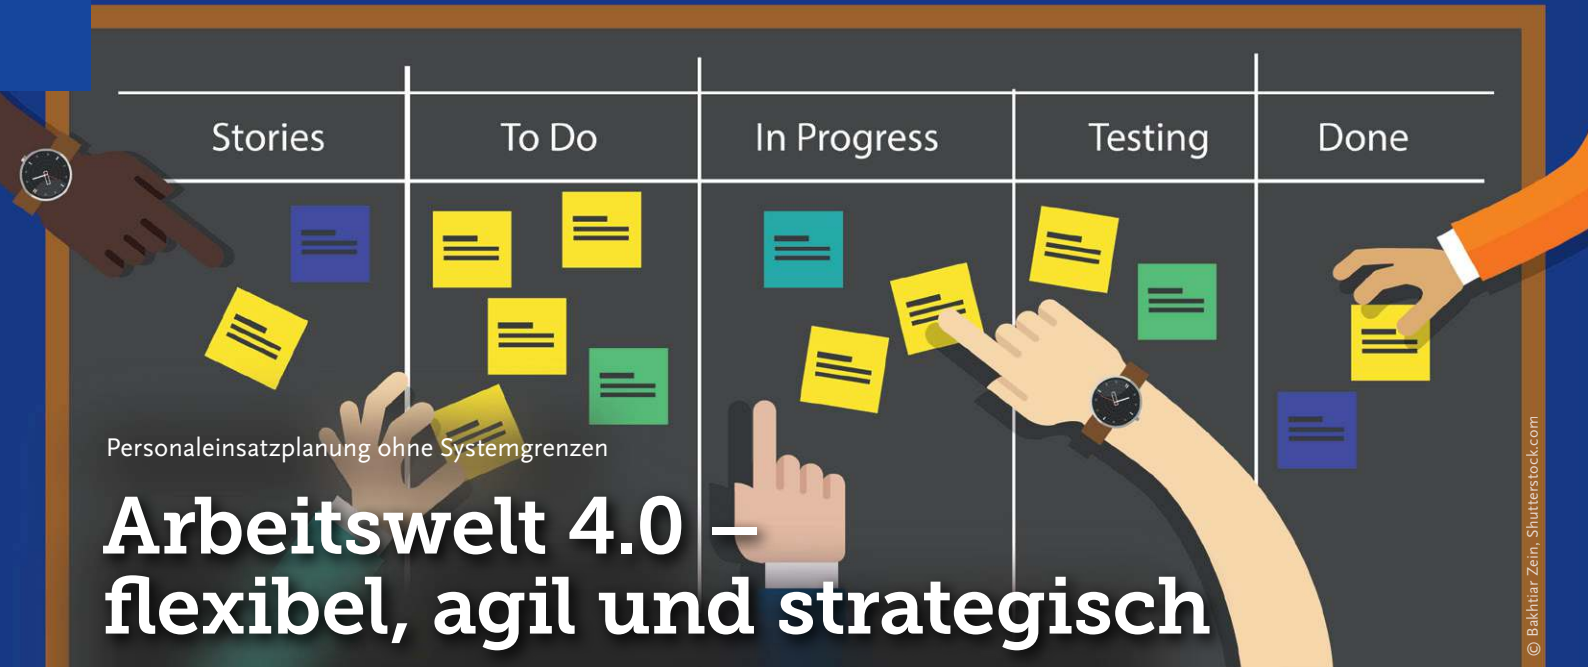 Stories To Do In Progress Testing Done
Personaleinsatzplanung ohne Systemgrenzen
Arbeitswelt 4.0 –
flexibel, agil und strategisch
© Bakhtiar Zein, Shutterstock.com